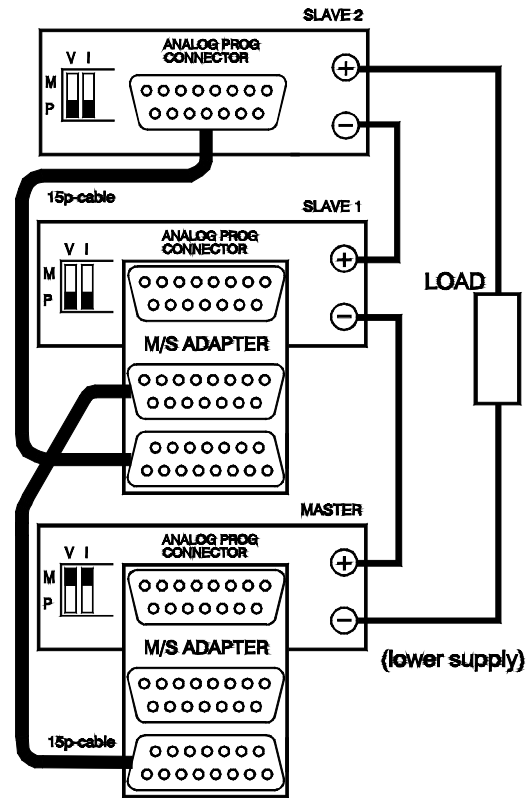 SLAVE 2
ANALOG PROG
CONNECTOR
V I
M
P
+
−
15p-cable
SLAVE 1
ANALOG PROG
CONNECTOR
V I
M
P
+
−
LOAD
M/S ADAPTER
MASTER
ANALOG PROG
CONNECTOR
V I
M
P
+
−
M/S ADAPTER
(lower supply)
15p-cable